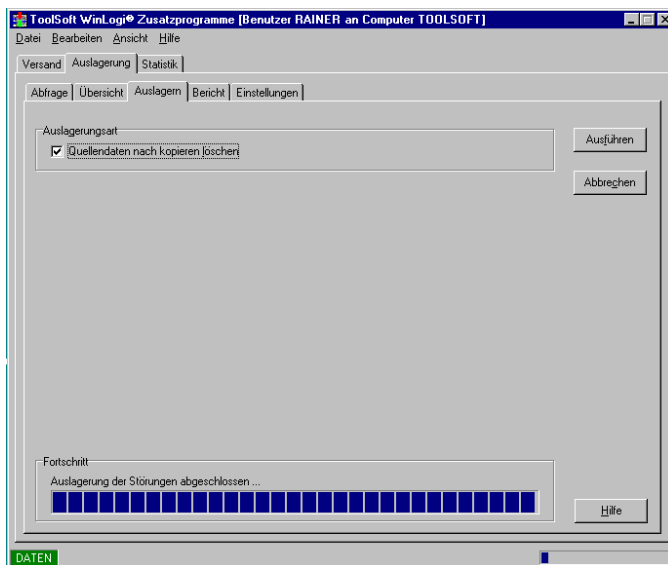 ToolSoft WinLogi® Zusatzprogramme [Benutzer RAINER an Computer TOOLSOFT]
Datei Bearbeiten Ansicht Hilfe
Versand Auslagerung Statistik
Abfrage Übersicht Auslagern Bericht Einstellungen
Auslagerungsart
Quellendaten nach kopieren löschen
Ausführen
Abbrechen
Fortschritt
Auslagerung der Störungen abgeschlossen ...
Hilfe
DATEN